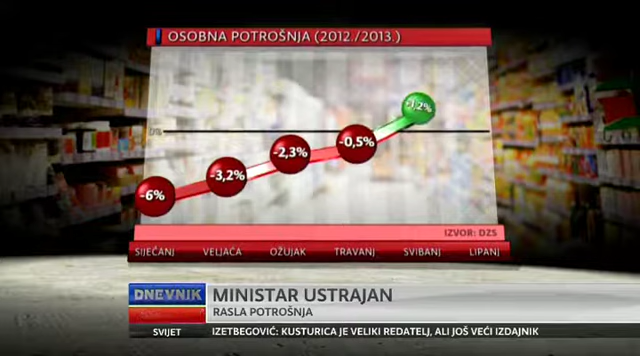 OSOBNA POTROŠNJA (2012./2013.)
-1,2%
0%
-0,5%
-2,3%
-3,2%
-6%
IZVOR: DZS
SIJEČANJ VELJAČA OŽUJAK TRAVANJ SVIBANJ LIPANJ
DNEVNIK MINISTAR USTRAJAN
RASLA POTROŠNJA
SVIJET IZETBEGOVIĆ: KUSTURICA JE VELIKI REDATELJ, ALI JOŠ VEĆI IZDAJNIK